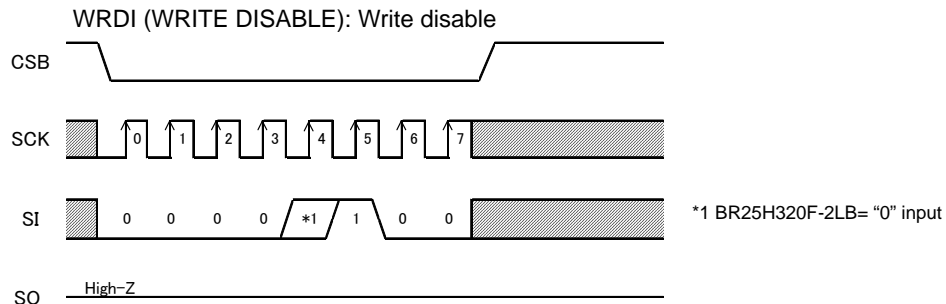 WRDI (WRITE DISABLE): Write disable
CSB
SCK 0 1 2 3 4 5 6 7
SI 0 0 0 0 *1 1 0 0
*1 BR25H320F-2LB= “0” input
High-Z
SO